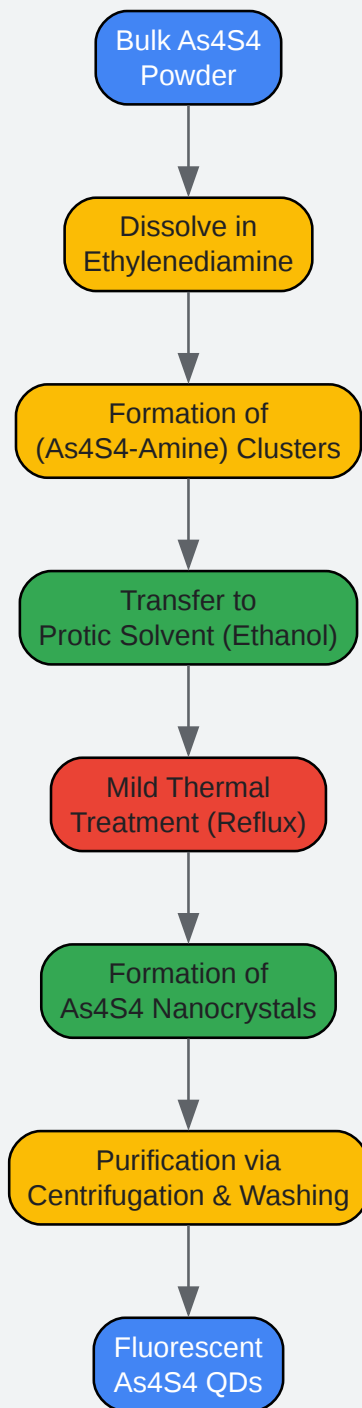 Bulk As4S4
Powder
Dissolve in
Ethylenediamine
Formation of
(As4S4-Amine) Clusters
Transfer to
Protic Solvent (Ethanol)
Mild Thermal
Treatment (Reflux)
Formation of
As4S4 Nanocrystals
Purification via
Centrifugation & Washing
Fluorescent
As4S4 QDs